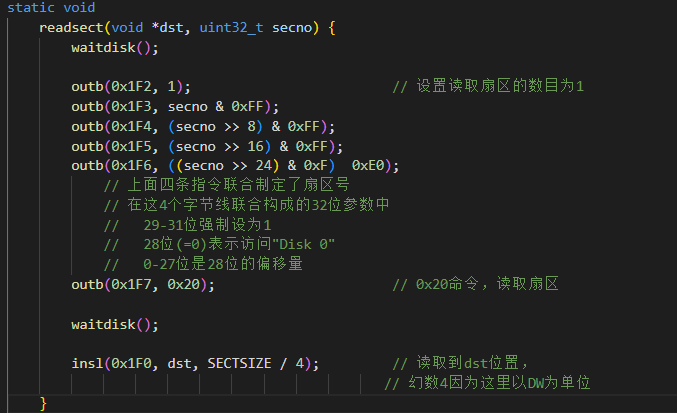 static void
readsect(void *dst, uint32_t secno) {
waitdisk();
outb(0x1F2, 1); // 设置读取扇区的数目为1
outb(0x1F3, secno & 0xFF);
outb(0x1F4, (secno >> 8) & 0xFF);
outb(0x1F5, (secno >> 16) & 0xFF);
outb(0x1F6, ((secno >> 24) & 0xF)  0xE0);
// 上面四条指令联合制定了扇区号
// 在这4个字节线联合构成的32位参数中
//   29-31位强制设为1
//   28位(=0)表示访问"Disk 0"
//   0-27位是28位的偏移量
outb(0x1F7, 0x20); // 0x20命令，读取扇区
waitdisk();
insl(0x1F0, dst, SECTSIZE / 4); // 读取到dst位置，
// 幻数4因为这里以DW为单位
}